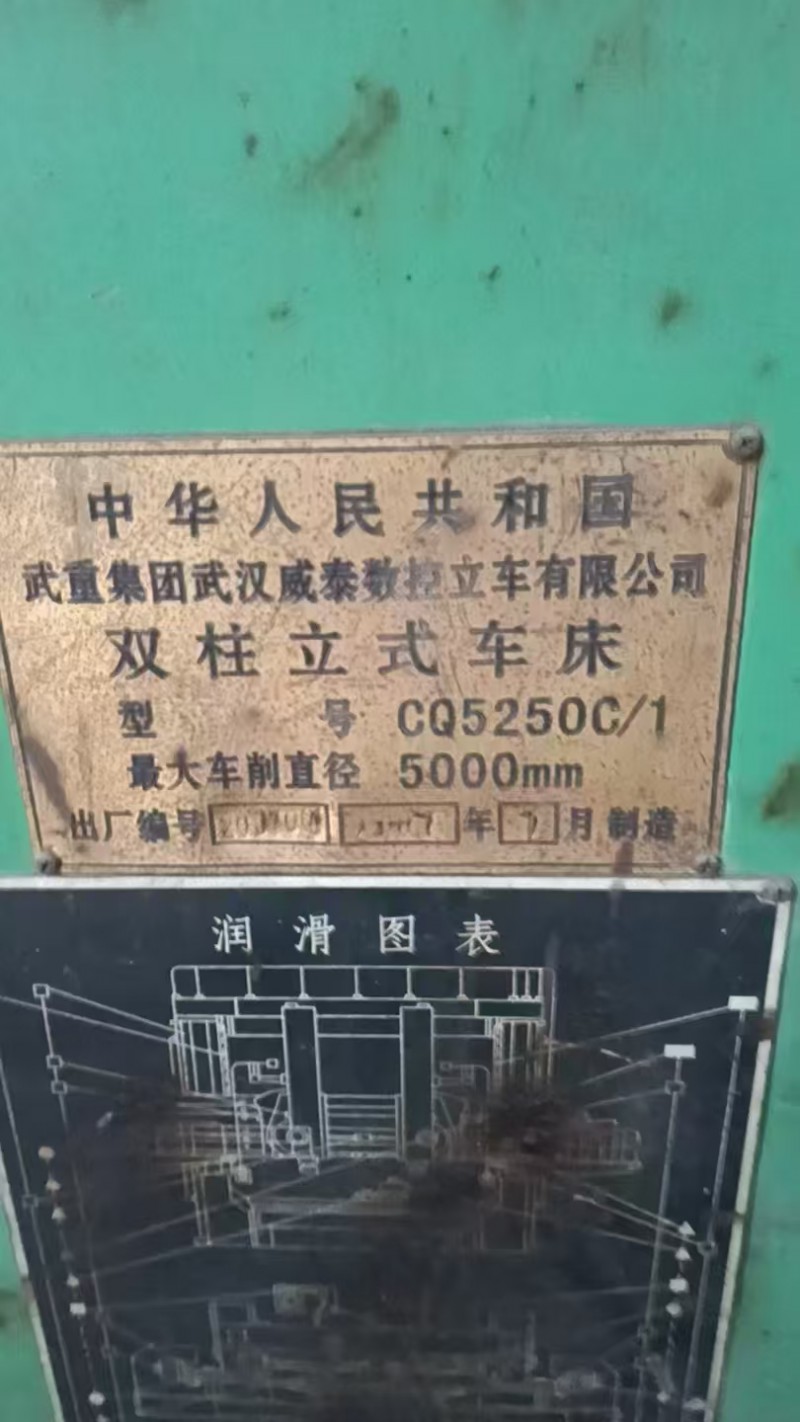 中华人民共和国
武重集团武汉威泰数控立车有限公司
双柱立式车床
型号 CQ5250C/1
最大车削直径 5000mm
出厂编号 年 7 月 制造
润滑图表